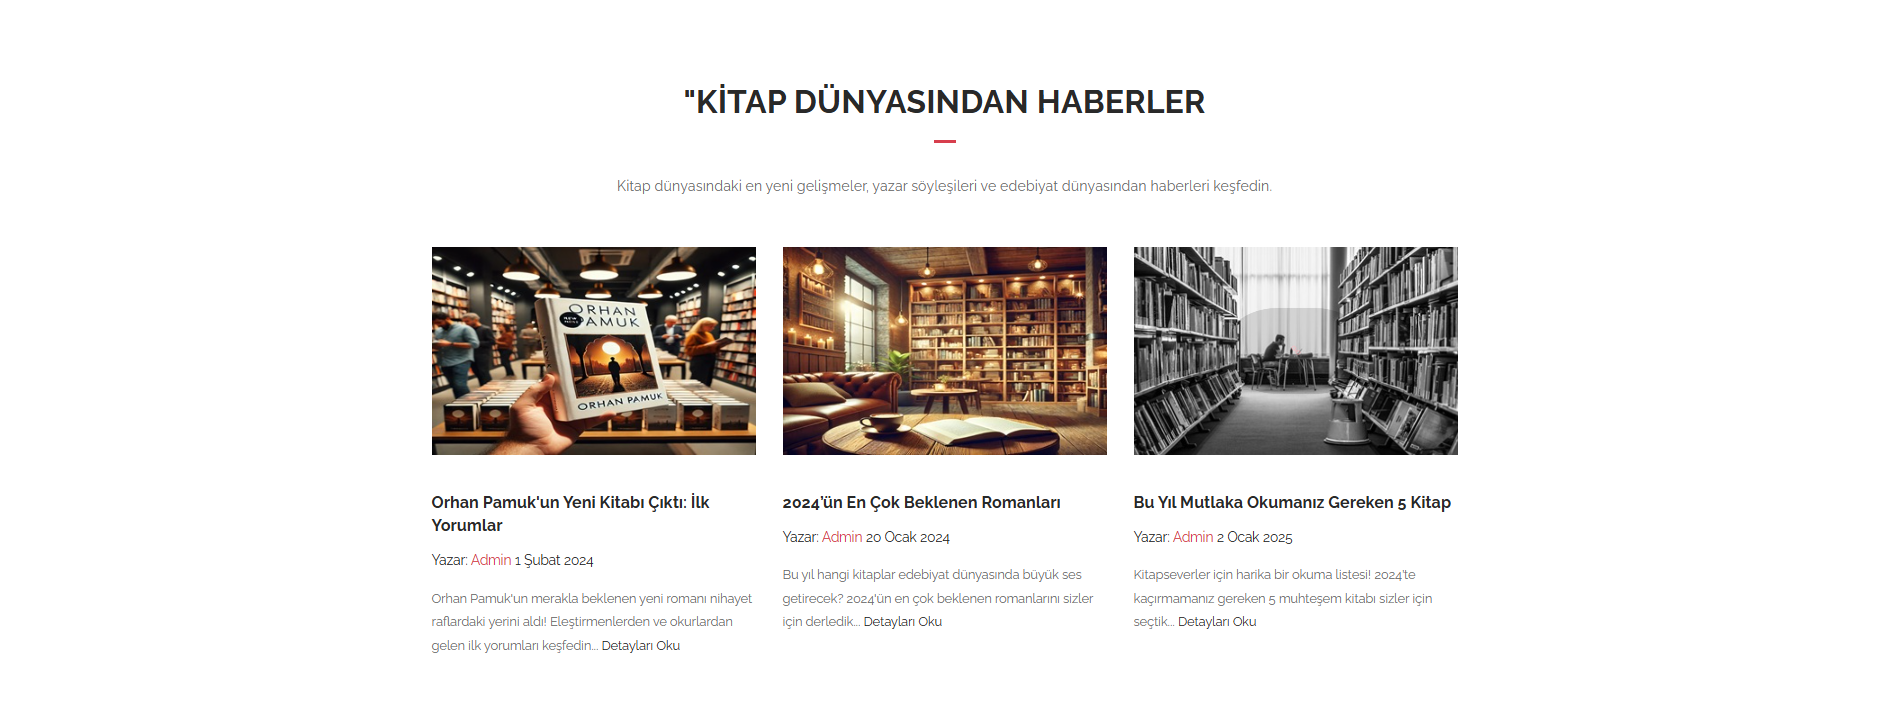 "KİTAP DÜNYASINDAN HABERLER
Kitap dünyasındaki en yeni gelişmeler, yazar söyleşileri ve edebiyat dünyasından haberleri keşfedin.
ORHAN
PAMUK
ORHAN PAMUK
Orhan Pamuk'un Yeni Kitabı Çıktı: İlk
Yorumlar
Yazar: Admin 1 Şubat 2024
Orhan Pamuk'un merakla beklenen yeni romanı nihayet
raflardaki yerini aldı! Eleştirmenlerden ve okurlardan
gelen ilk yorumları keşfedin... Detayları Oku
2024'ün En Çok Beklenen Romanları
Yazar: Admin 20 Ocak 2024
Bu yıl hangi kitaplar edebiyat dünyasında büyük ses
getirecek? 2024'ün en çok beklenen romanlarını sizler
için derledik... Detayları Oku
Bu Yıl Mutlaka Okumanız Gereken 5 Kitap
Yazar: Admin 2 Ocak 2025
Kitapseverler için harika bir okuma listesi! 2024'te
kaçırmamanız gereken 5 muhteşem kitabı sizler için
seçtik... Detayları Oku